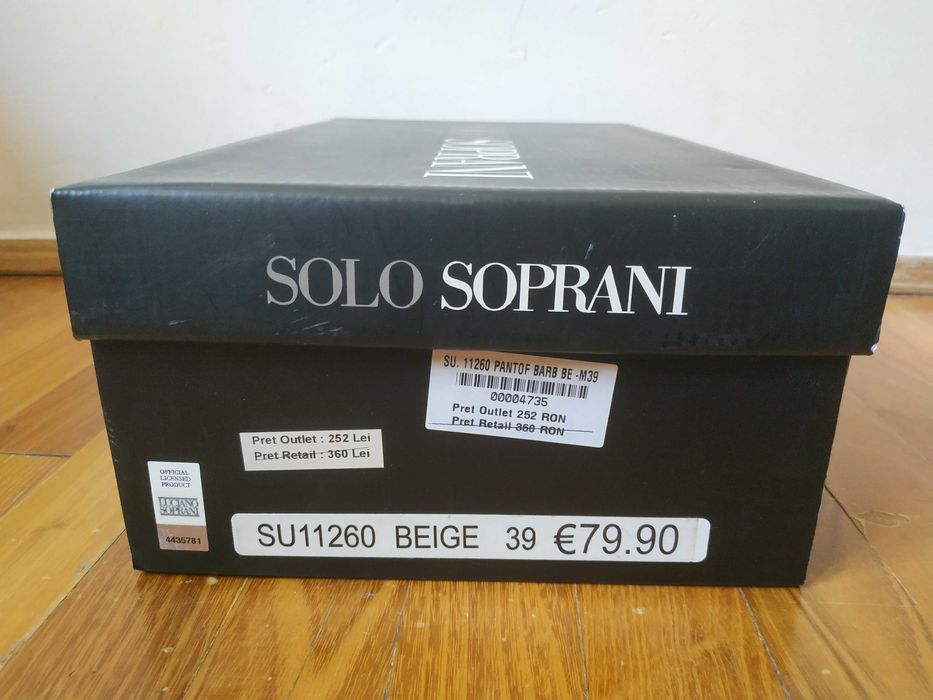 SOPRANI
SOLO SOPRANI
SU. 11260 PANTOF BARB BE -M39
00004735
Pret Outlet 252 RON
Pret Retail 360 RON
Pret Outlet : 252 Lei
Pret Retail : 360 Lei
OFFICIAL
LICENSED
PRODUCT
LUCIANO
SOPRANI
4435781
SU11260 BEIGE 39 €79.90